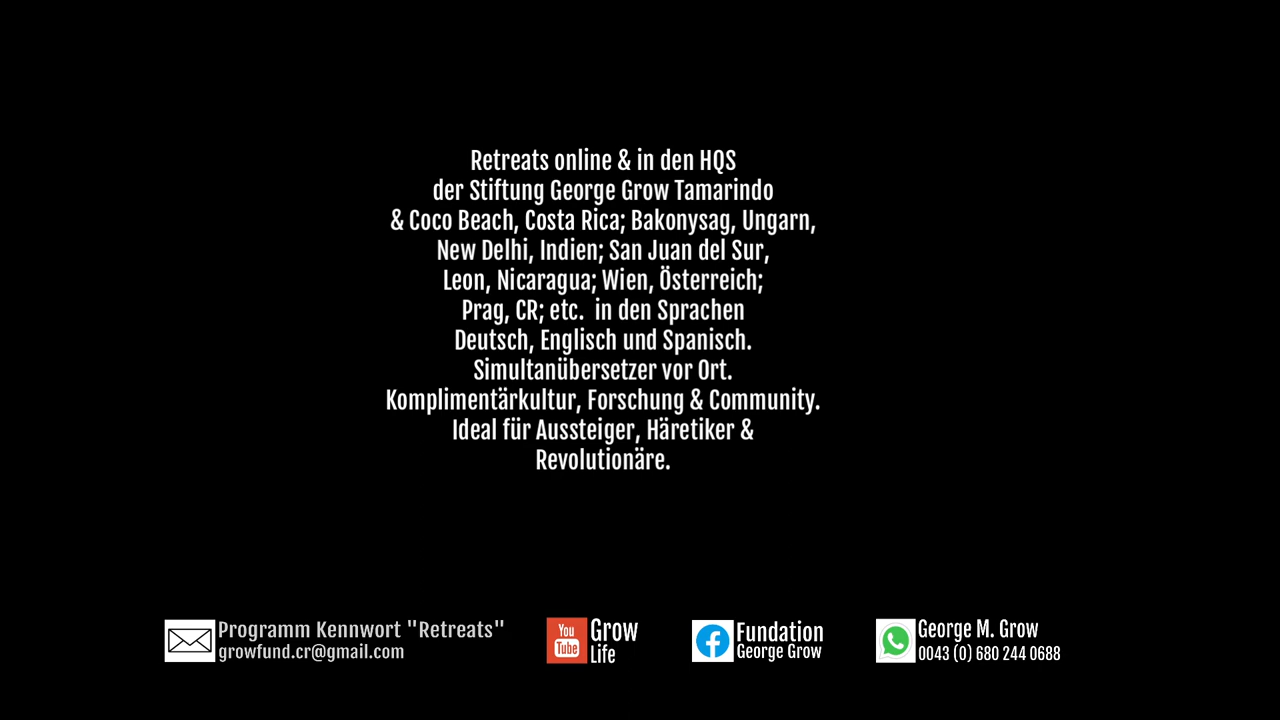 Retreats online & in den HQS
der Stiftung George Grow Tamarindo
& Coco Beach, Costa Rica; Bakonysag, Ungarn,
New Delhi, Indien; San Juan del Sur,
Leon, Nicaragua; Wien, Österreich;
Prag, CR; etc.  in den Sprachen
Deutsch, Englisch und Spanisch.
Simultanübersetzer vor Ort.
Komplimentärkultur, Forschung & Community.
Ideal für Aussteiger, Häretiker &
Revolutionäre.
Programm Kennwort "Retreats"
growfund.cr@gmail.com
You
Tube
Grow
Life
Fundation
George Grow
George M. Grow
0043 (0) 680 244 0688